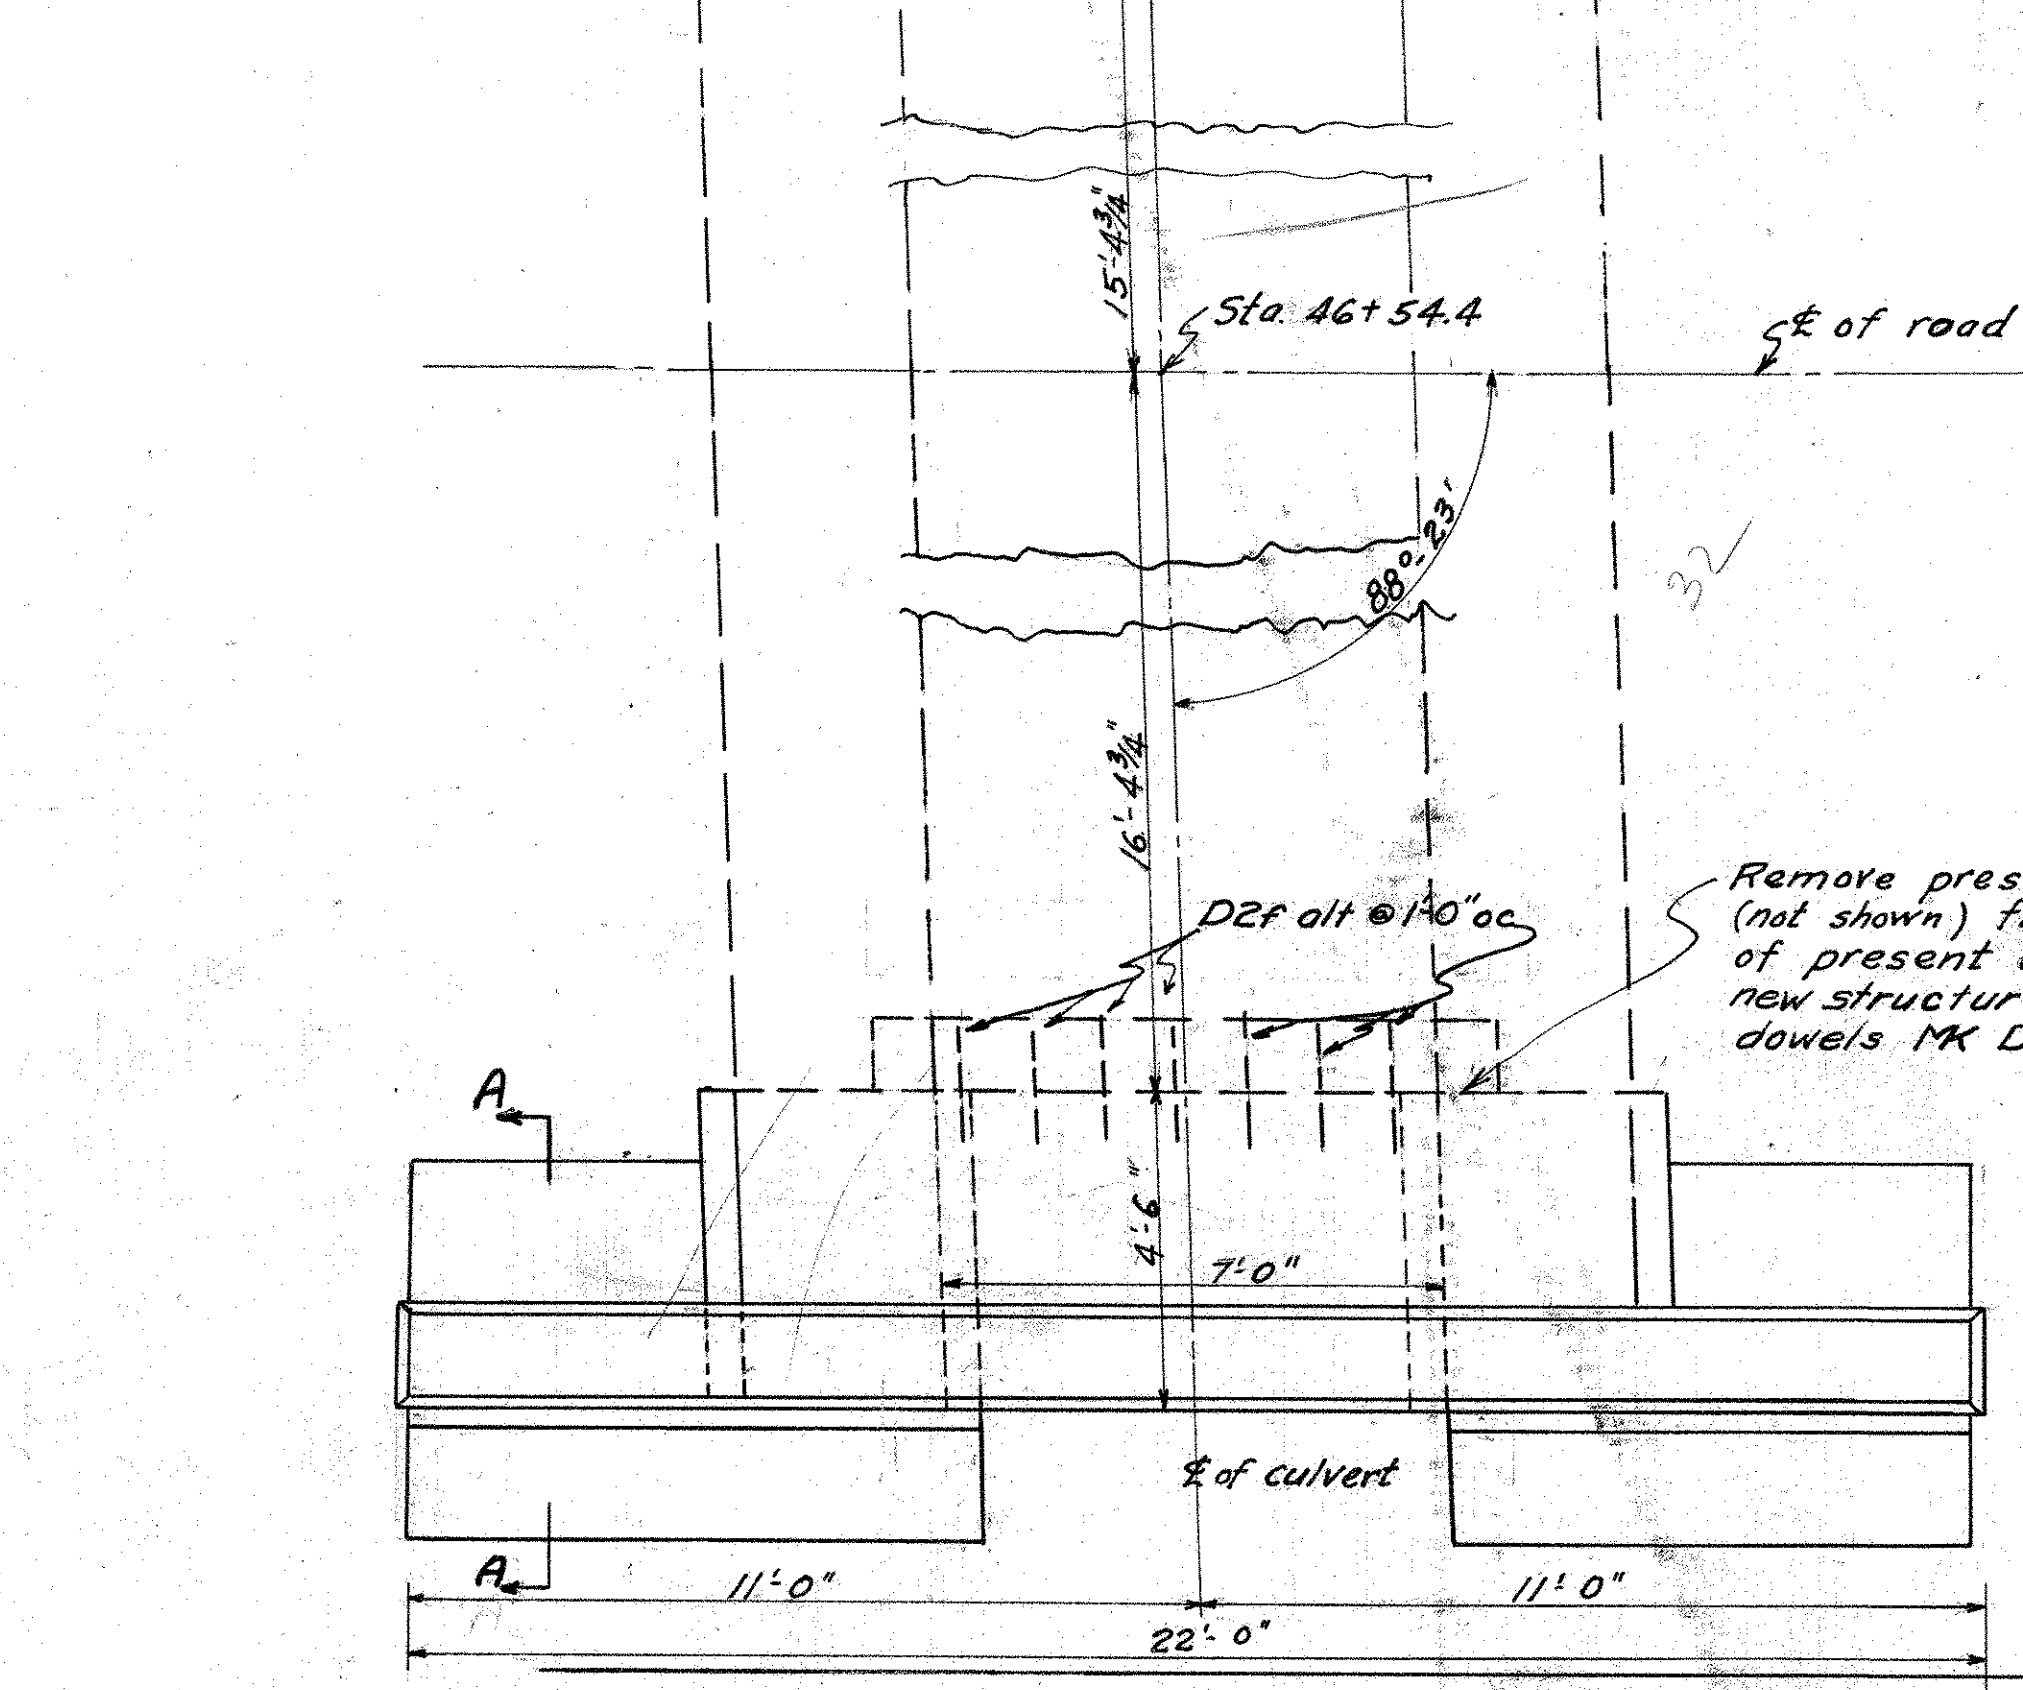 15'-4¾"
Sta. 46+54.4
℄ of road
88°-23'
32
16'-4¾"
D2f alt @ 1'-0" oc
Remove pres
(not shown) f
of present
new structur
dowels MK D
A
4'-6"
7'-0"
℄ of culvert
A
11'-0"
11'-0"
22'-0"